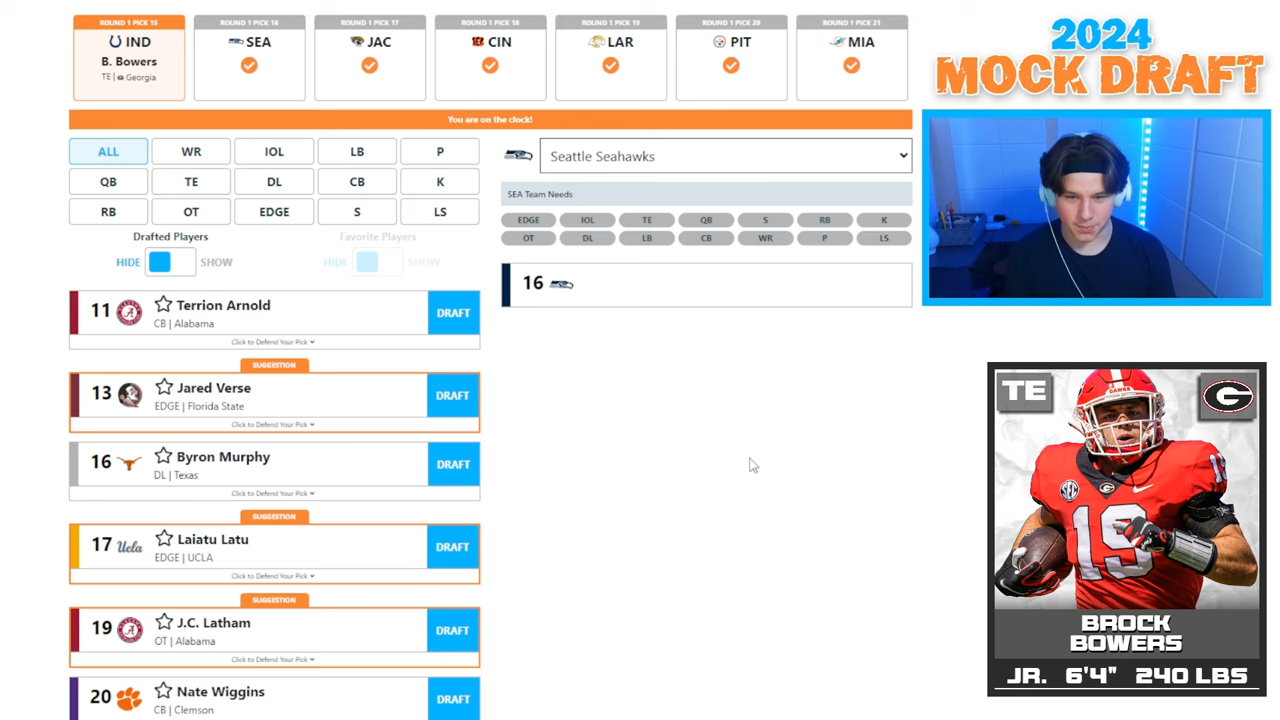 ROUND 1 PICK 15
IND
B. Bowers
TE | Georgia
ROUND 1 PICK 16
SEA
ROUND 1 PICK 17
JAC
ROUND 1 PICK 18
CIN
ROUND 1 PICK 19
LAR
ROUND 1 PICK 20
PIT
ROUND 1 PICK 21
MIA
2024
MOCK DRAFT
You are on the clock!
ALL WR IOL LB P
QB TE DL CB K
RB OT EDGE S LS
Drafted Players
HIDE SHOW
Favorite Players
HIDE SHOW
Seattle Seahawks
SEA Team Needs
EDGE IOL TE QB S RB K
OT DL LB CB WR P LS
16
11 Terrion Arnold
CB | Alabama
DRAFT
Click to Defend Your Pick
SUGGESTION
13 Jared Verse
EDGE | Florida State
DRAFT
Click to Defend Your Pick
16 Byron Murphy
DL | Texas
DRAFT
Click to Defend Your Pick
SUGGESTION
17 Ucla Laiatu Latu
EDGE | UCLA
DRAFT
Click to Defend Your Pick
SUGGESTION
19 J.C. Latham
OT | Alabama
DRAFT
Click to Defend Your Pick
20 Nate Wiggins
CB | Clemson
DRAFT
TE
G
DAWGS
SEC
G
19
BROCK
BOWERS
JR. 6'4" 240 LBS